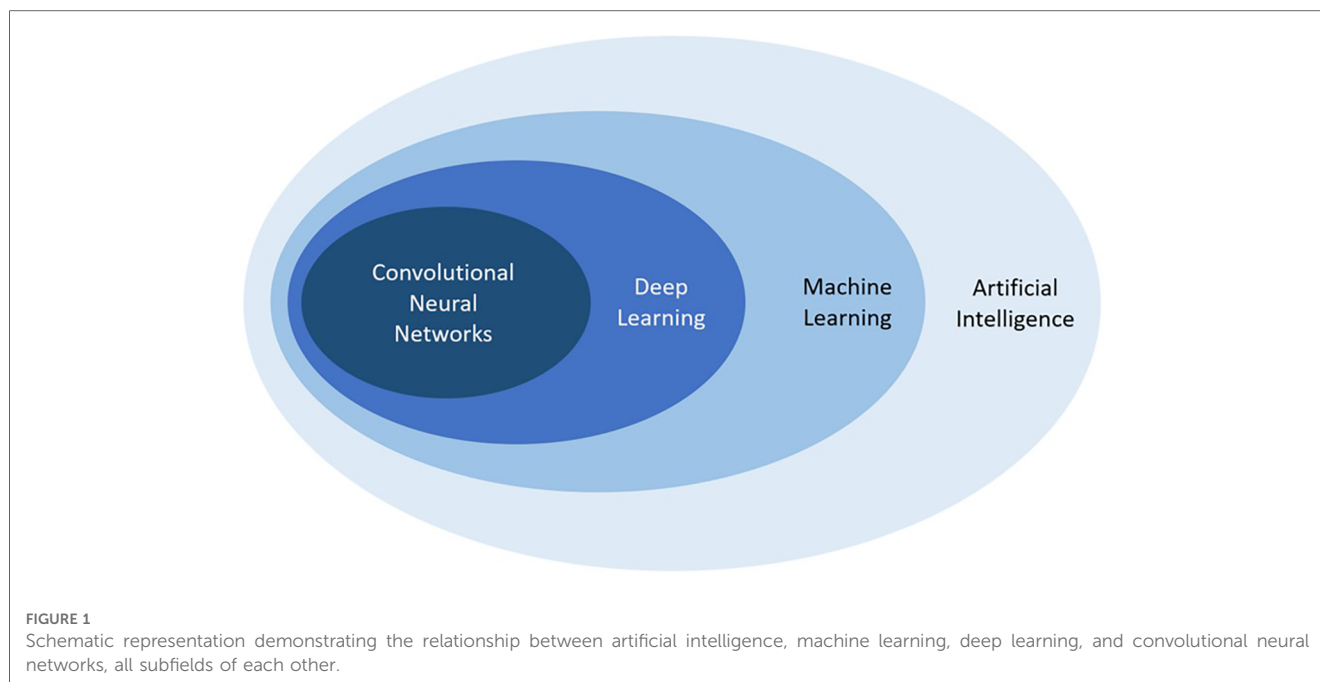 Convolutional
Neural
Networks
Deep
Learning
Machine
Learning
Artificial
Intelligence
FIGURE 1
Schematic representation demonstrating the relationship between artificial intelligence, machine learning, deep learning, and convolutional neural
networks, all subfields of each other.